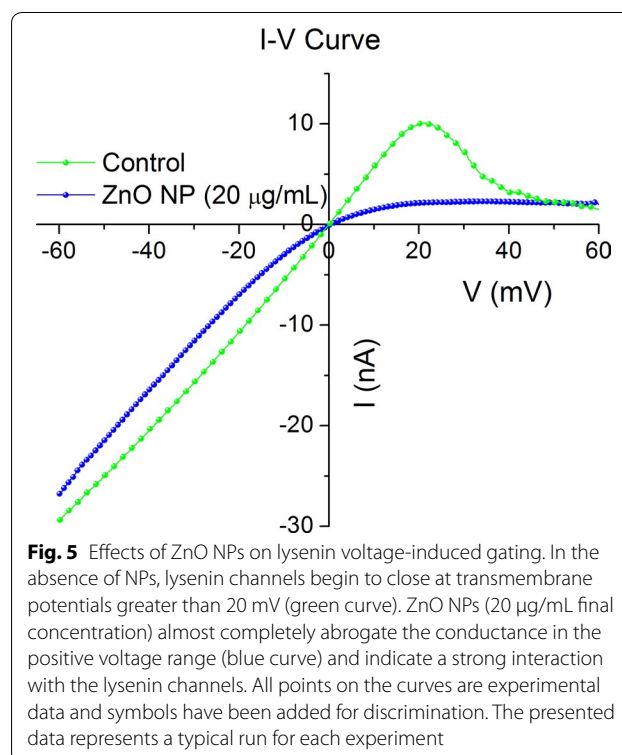 I-V Curve
10
Control
ZnO NP (20 µg/mL)
0
-60 -40 -20 0 20 40 60
V (mV)
-10
I (nA)
-20
-30
Fig. 5 Effects of ZnO NPs on lysenin voltage-induced gating. In the
absence of NPs, lysenin channels begin to close at transmembrane
potentials greater than 20 mV (green curve). ZnO NPs (20 µg/mL final
concentration) almost completely abrogate the conductance in the
positive voltage range (blue curve) and indicate a strong interaction
with the lysenin channels. All points on the curves are experimental
data and symbols have been added for discrimination. The presented
data represents a typical run for each experiment